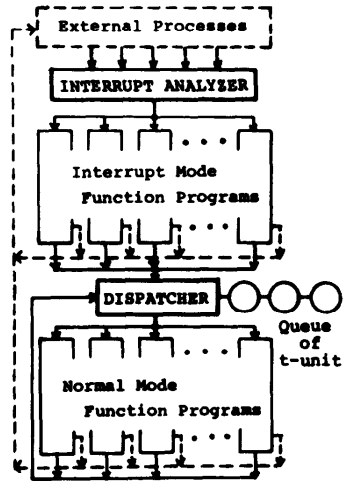 External Processes
INTERRUPT ANALYZER
Interrupt Mode
Function Programs
DISPATCHER
Queue
of
t-unit
Normal Mode
Function Programs